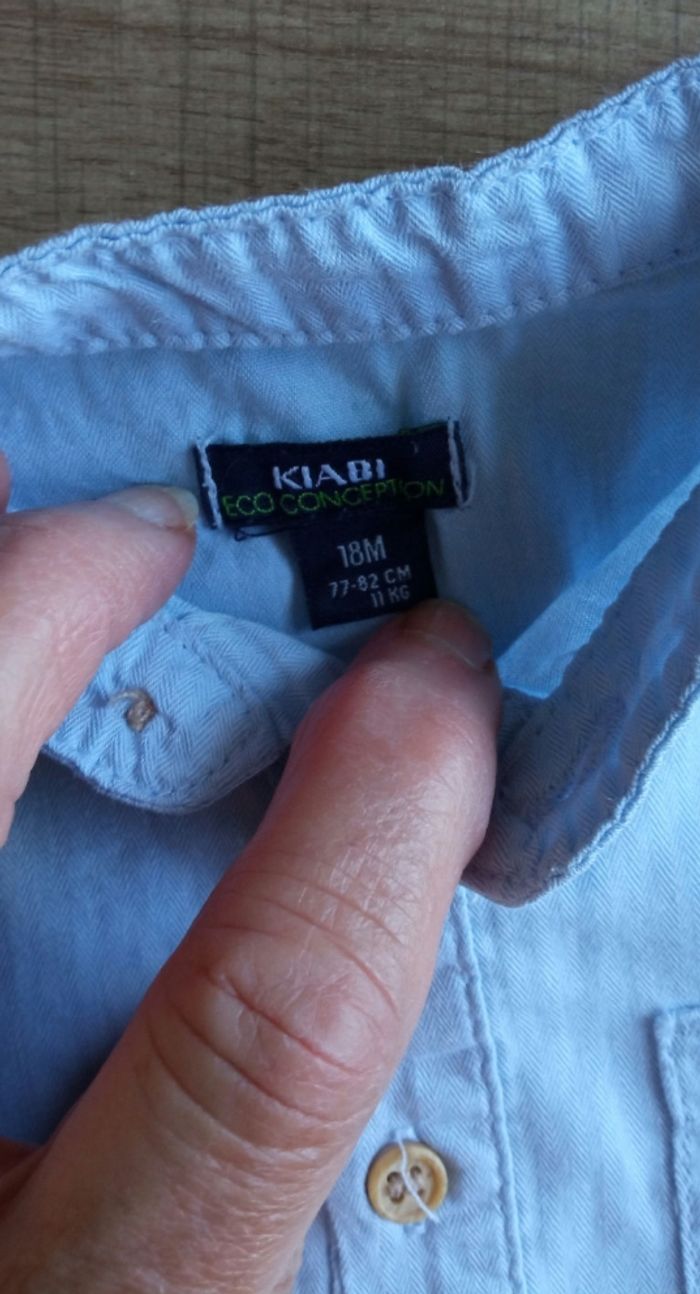 KIABI
ECO CONCEPTION
18M
77-82 CM
11 KG